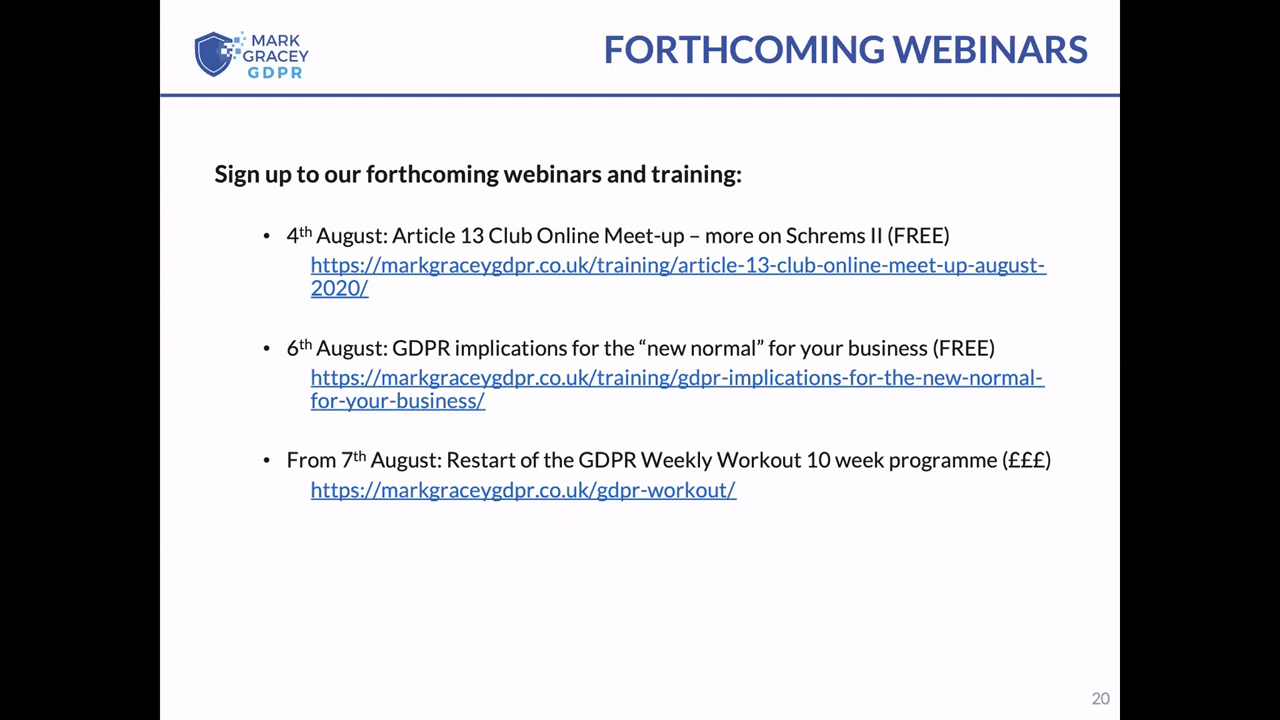 MARK
GRACEY
GDPR
FORTHCOMING WEBINARS
Sign up to our forthcoming webinars and training:
• 4th August: Article 13 Club Online Meet-up – more on Schrems II (FREE)
https://markgraceygdpr.co.uk/training/article-13-club-online-meet-up-august-
2020/
• 6th August: GDPR implications for the “new normal” for your business (FREE)
https://markgraceygdpr.co.uk/training/gdpr-implications-for-the-new-normal-
for-your-business/
• From 7th August: Restart of the GDPR Weekly Workout 10 week programme (£££)
https://markgraceygdpr.co.uk/gdpr-workout/
20